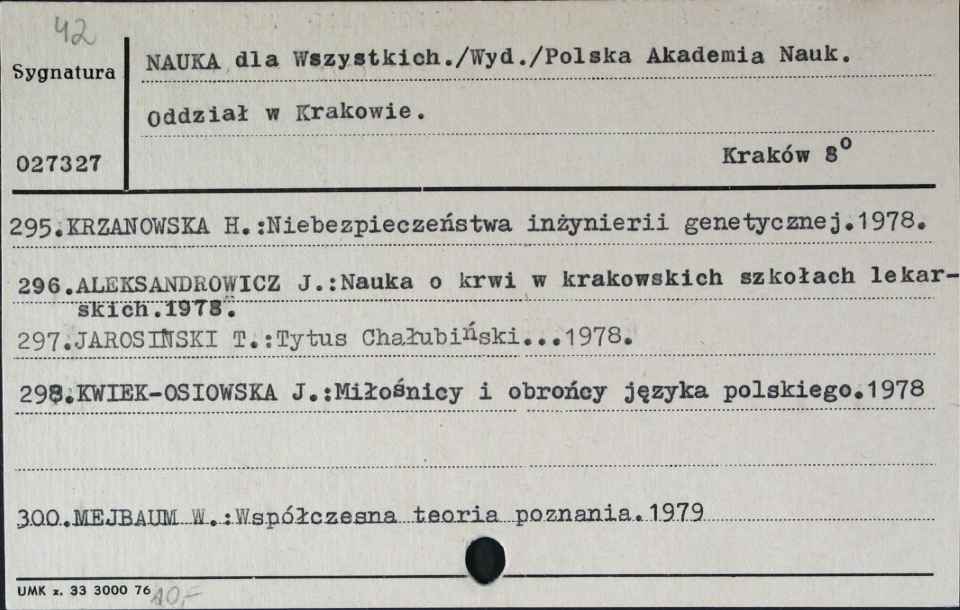 42
Sygnatura
NAUKA dla Wszystkich./Wyd./Polska Akademia Nauk.
Oddział w Krakowie.
027327
Kraków 8°
295.KRZANOWSKA H.:Niebezpieczeństwa inżynierii genetycznej.1978.
296.ALEKSANDROWICZ J.:Nauka o krwi w krakowskich szkołach lekar-
skich.1978.
297.JAROSIŃSKI T.:Tytus Chałubiński...1978.
298.KWIEK-OSIOWSKA J.:Miłośnicy i obrońcy języka polskiego.1978
300.MEJBAUM W.:Współczesna teoria poznania.1979
UMK z. 33 3000 76 10,-